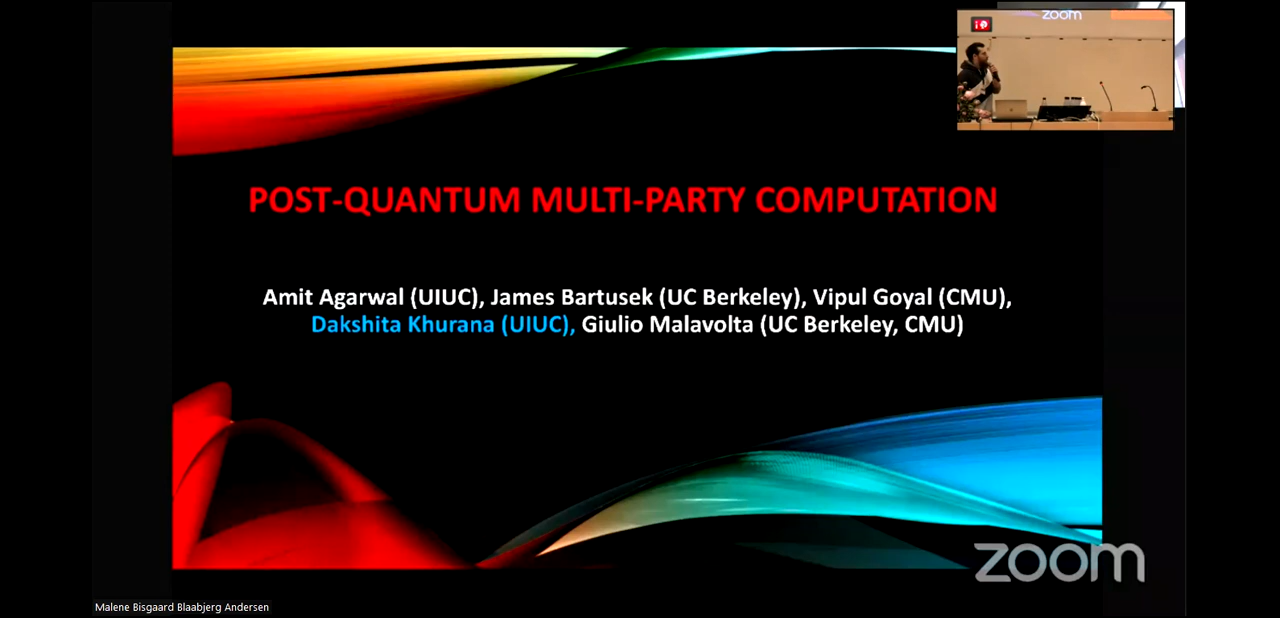 zoom
POST-QUANTUM MULTI-PARTY COMPUTATION
Amit Agarwal (UIUC), James Bartusek (UC Berkeley), Vipul Goyal (CMU),
Dakshita Khurana (UIUC), Giulio Malavolta (UC Berkeley, CMU)
zoom
Malene Bisgaard Blaabjerg Andersen